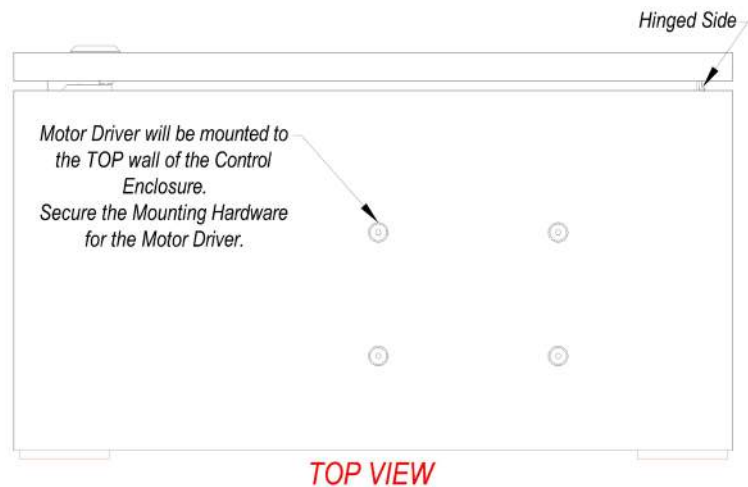 Hinged Side
Motor Driver will be mounted to
the TOP wall of the Control
Enclosure.
Secure the Mounting Hardware
for the Motor Driver.
TOP VIEW